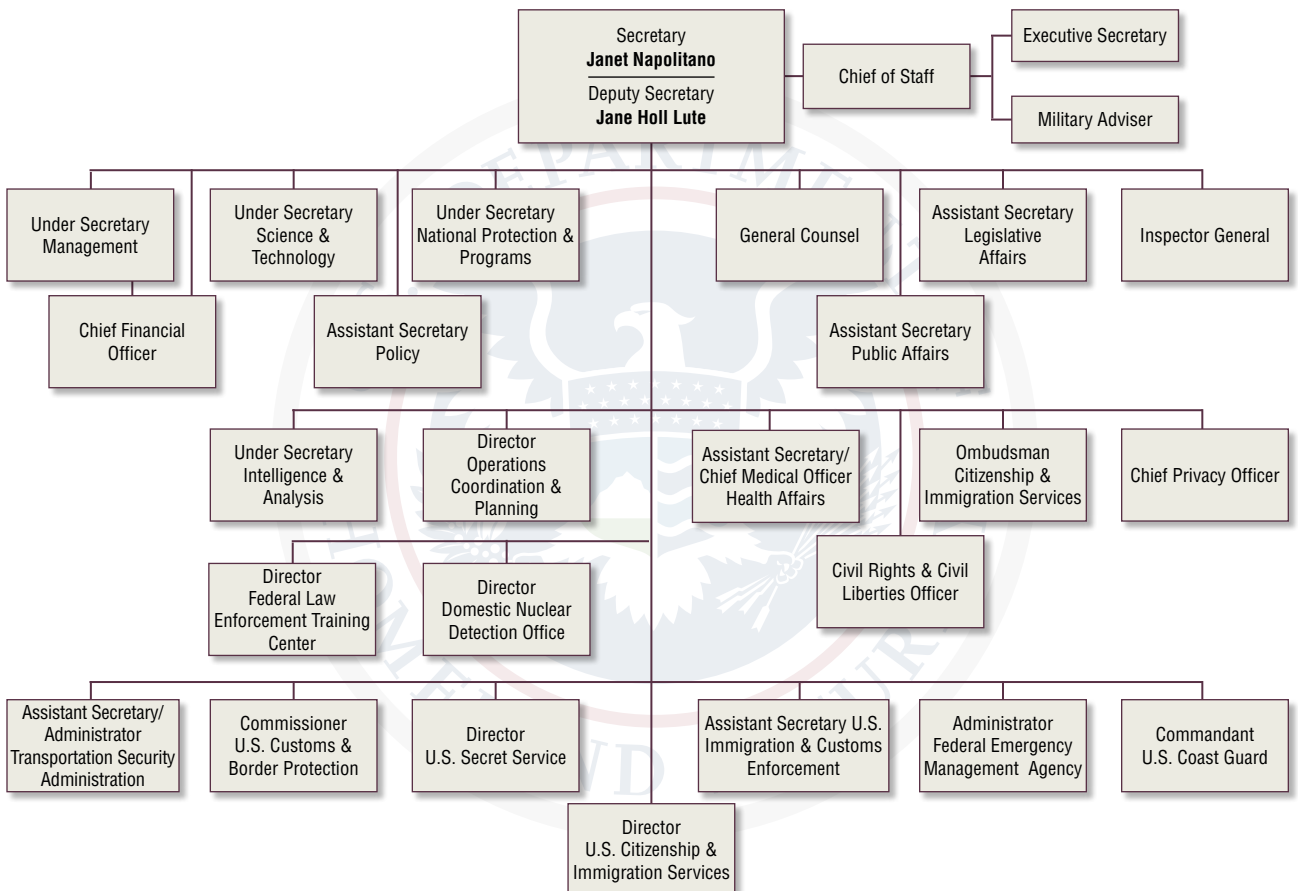 Secretary
Janet Napolitano
Deputy Secretary
Jane Holl Lute
Chief of Staff
Executive Secretary
Military Adviser
Under Secretary
Management
Under Secretary
Science &
Technology
Under Secretary
National Protection &
Programs
General Counsel
Assistant Secretary
Legislative
Affairs
Inspector General
Chief Financial
Officer
Assistant Secretary
Policy
Assistant Secretary
Public Affairs
Under Secretary
Intelligence &
Analysis
Director
Operations
Coordination &
Planning
Assistant Secretary/
Chief Medical Officer
Health Affairs
Ombudsman
Citizenship &
Immigration Services
Chief Privacy Officer
Director
Federal Law
Enforcement Training
Center
Director
Domestic Nuclear
Detection Office
Civil Rights & Civil
Liberties Officer
Assistant Secretary/
Administrator
Transportation Security
Administration
Commissioner
U.S. Customs &
Border Protection
Director
U.S. Secret Service
Assistant Secretary U.S.
Immigration & Customs
Enforcement
Administrator
Federal Emergency
Management Agency
Commandant
U.S. Coast Guard
Director
U.S. Citizenship &
Immigration Services